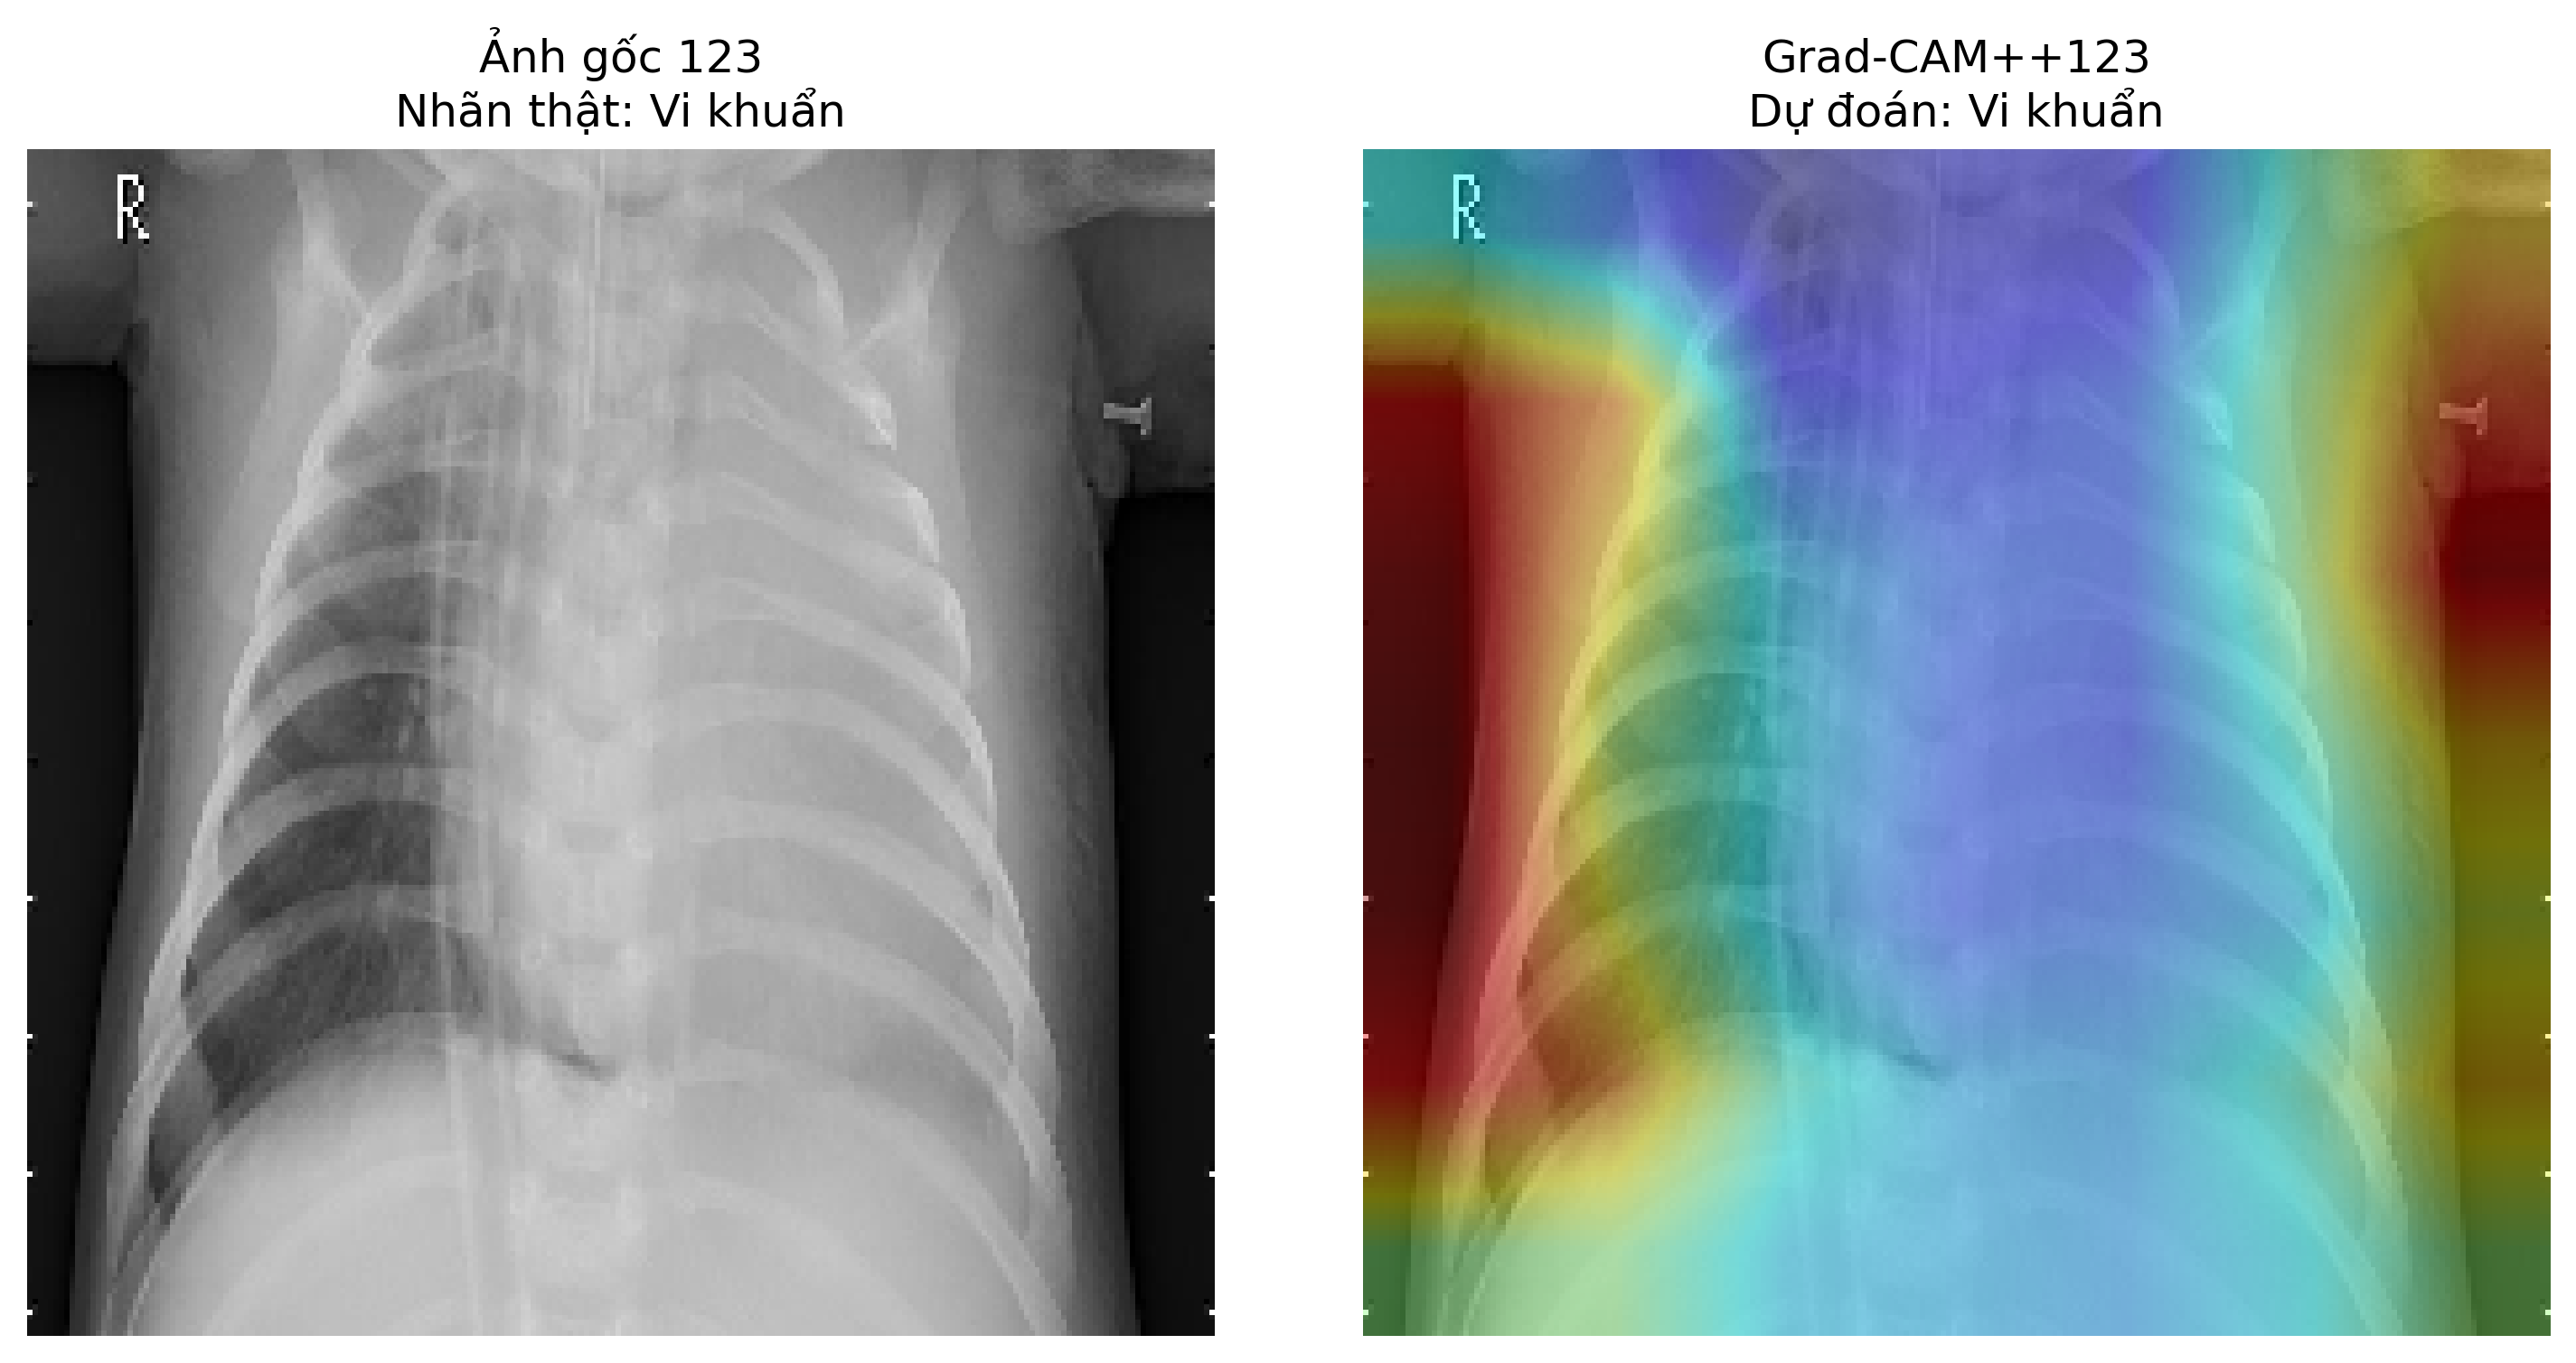 Ảnh gốc 123
Nhãn thật: Vi khuẩn
Grad-CAM++123
Dự đoán: Vi khuẩn
R
R